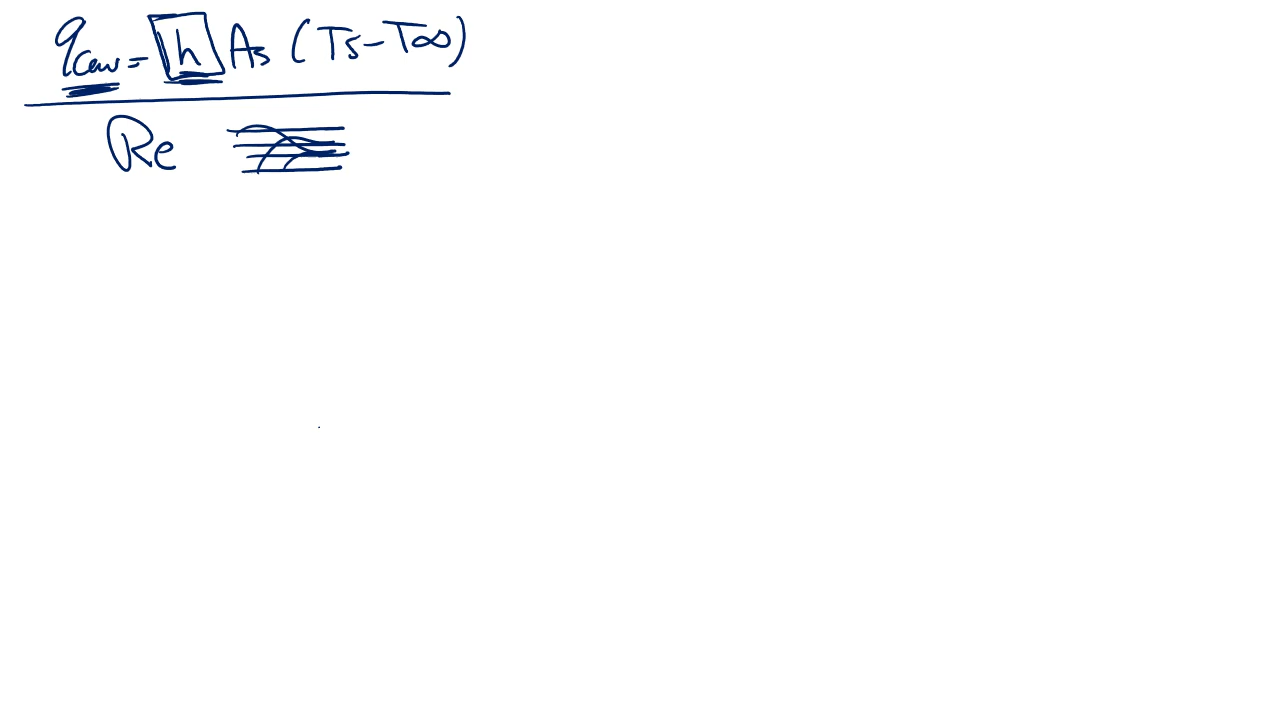 qconv = h As (Ts - T∞)
Re